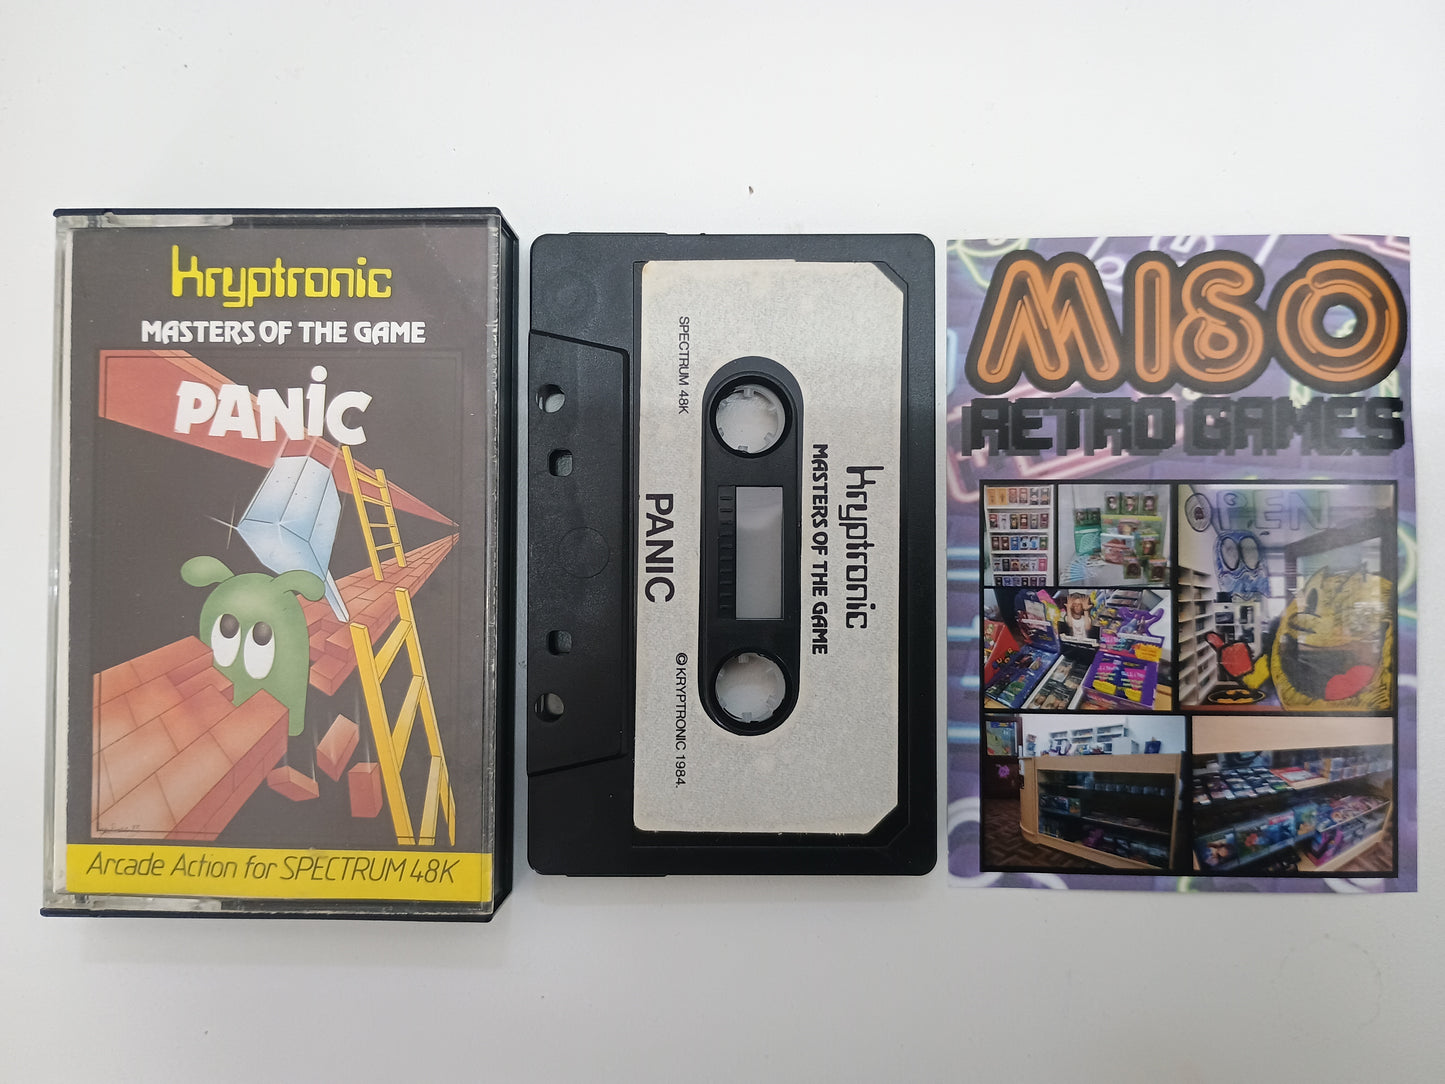 Kryptronic
MASTERS OF THE GAME
PANIC
Arcade Action for SPECTRUM 48K
Kryptronic
MASTERS OF THE GAME
SPECTRUM 48K
PANIC
©KRYPTRONIC 1984.
MISO
RETRO GAMES
OPEN